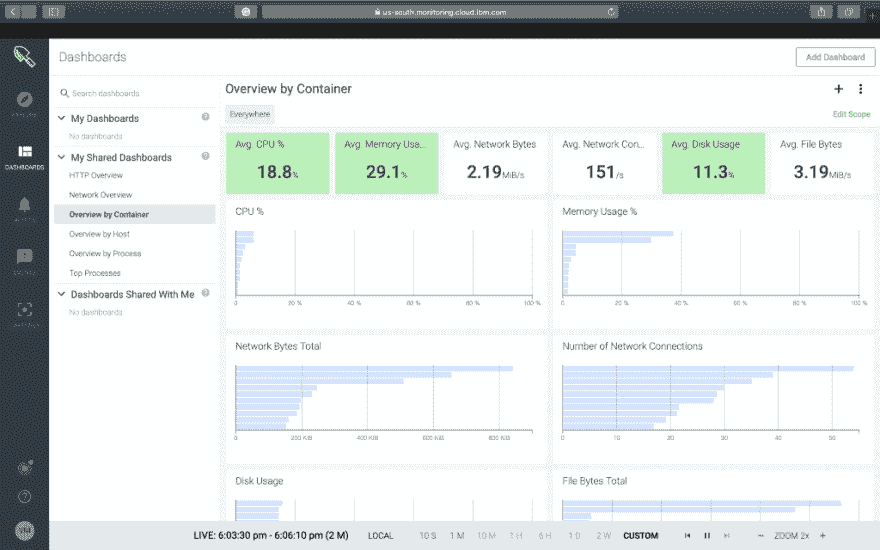 us-south.monitoring.cloud.ibm.com
Dashboards
Add Dashboard
Search dashboards
My Dashboards
No dashboards
My Shared Dashboards
HTTP Overview
Network Overview
Overview by Container
Overview by Host
Overview by Process
Top Processes
Dashboards Shared With Me
No dashboards
DASHBOARDS
Overview by Container
Everywhere
Edit Scope
Avg. CPU %
18.8%
Avg. Memory Usa...
29.1%
Avg. Network Bytes
2.19MiB/s
Avg. Network Con...
151/s
Avg. Disk Usage
11.3%
Avg. File Bytes
3.19MiB/s
CPU %
0 20 % 40 % 60 % 80 % 100 %
Memory Usage %
0 20 % 40 % 60 % 80 % 100 %
Network Bytes Total
0 200 KiB 400 KiB 600 KiB 800 KiB
Number of Network Connections
0 10 20 30 40 50
Disk Usage
File Bytes Total
LIVE: 6:03:30 pm - 6:06:10 pm (2 M) LOCAL 10 S 1 M 10 M 1 H 6 H 1 D 2 W CUSTOM ZOOM 2x